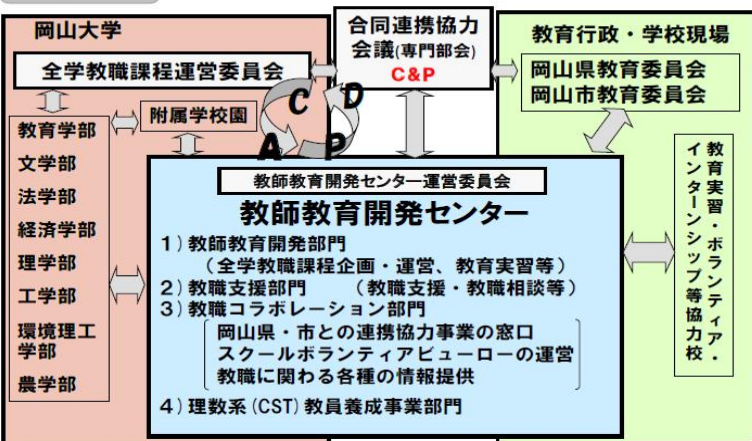 岡山大学
全学教職課程運営委員会
教育学部
文学部
法学部
経済学部
理学部
工学部
環境理工
学部
農学部
附属学校園
合同連携協力
会議(専門部会)
C&P
C
D
A
P
教育行政・学校現場
岡山県教育委員会
岡山市教育委員会
教師教育開発センター運営委員会
教師教育開発センター
1)教師教育開発部門
(全学教職課程企画・運営、教育実習等)
2)教職支援部門 (教職支援・教職相談等)
3)教職コラボレーション部門
岡山県・市との連携協力事業の窓口
スクールボランティアビューローの運営
教職に関わる各種の情報提供
4)理数系(CST)教員養成事業部門
教育実習・ボランティア・
インターンシップ等協力校